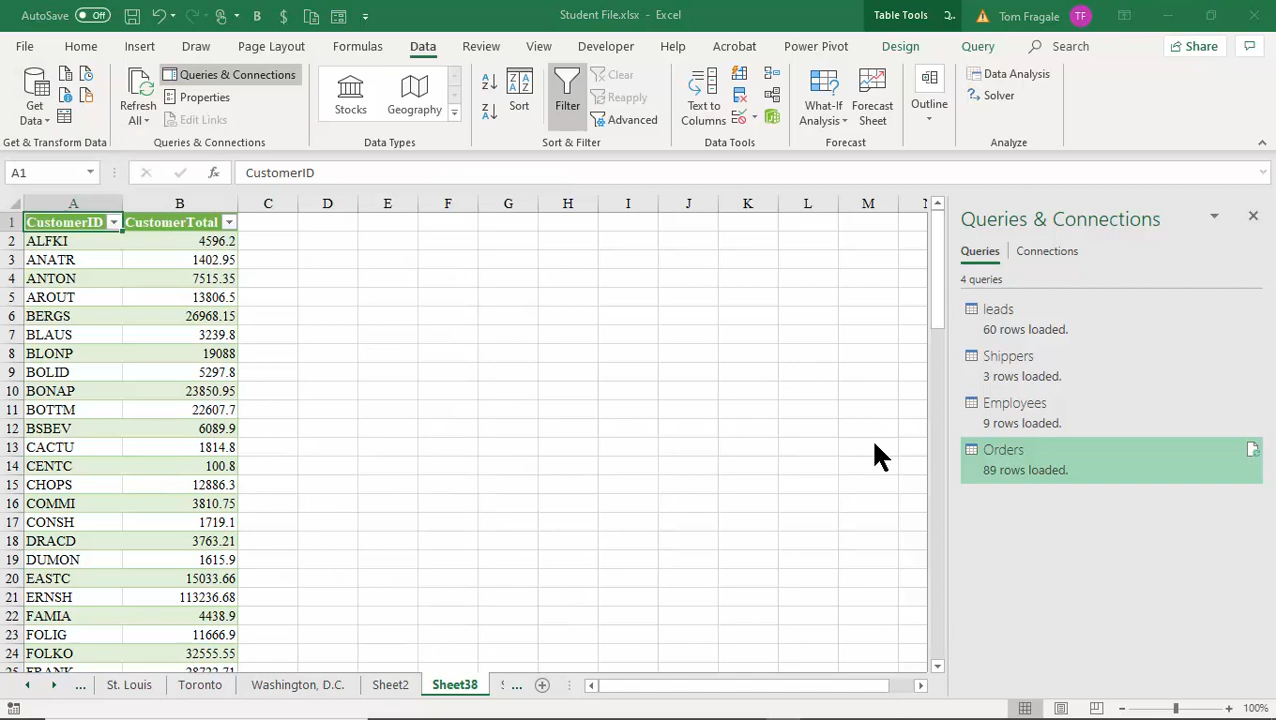 AutoSave Off
Student File.xlsx - Excel
Table Tools
Tom Fragale TF
File Home Insert Draw Page Layout Formulas Data Review View Developer Help Acrobat Power Pivot Design Query Search Share
Get Data
Refresh All
Queries & Connections
Properties
Edit Links
Stocks
Geography
Sort
Filter
Clear
Reapply
Advanced
Text to Columns
What-If Analysis
Forecast Sheet
Outline
Data Analysis
Solver
Get & Transform Data Queries & Connections Data Types Sort & Filter Data Tools Forecast Analyze
A1 fx CustomerID
A B C D E F G H I J K L M
1 CustomerID CustomerTotal
2 ALFKI 4596.2
3 ANATR 1402.95
4 ANTON 7515.35
5 AROUT 13806.5
6 BERGS 26968.15
7 BLAUS 3239.8
8 BLONP 19088
9 BOLID 5297.8
10 BONAP 23850.95
11 BOTTM 22607.7
12 BSBEV 6089.9
13 CACTU 1814.8
14 CENTC 100.8
15 CHOPS 12886.3
16 COMMI 3810.75
17 CONSH 1719.1
18 DRACD 3763.21
19 DUMON 1615.9
20 EASTC 15033.66
21 ERNSH 113236.68
22 FAMIA 4438.9
23 FOLIG 11666.9
24 FOLKO 32555.55
25 FRANK 28722.71
Queries & Connections
Queries Connections
4 queries
leads
60 rows loaded.
Shippers
3 rows loaded.
Employees
9 rows loaded.
Orders
89 rows loaded.
... St. Louis Toronto Washington, D.C. Sheet2 Sheet38 ...
100%